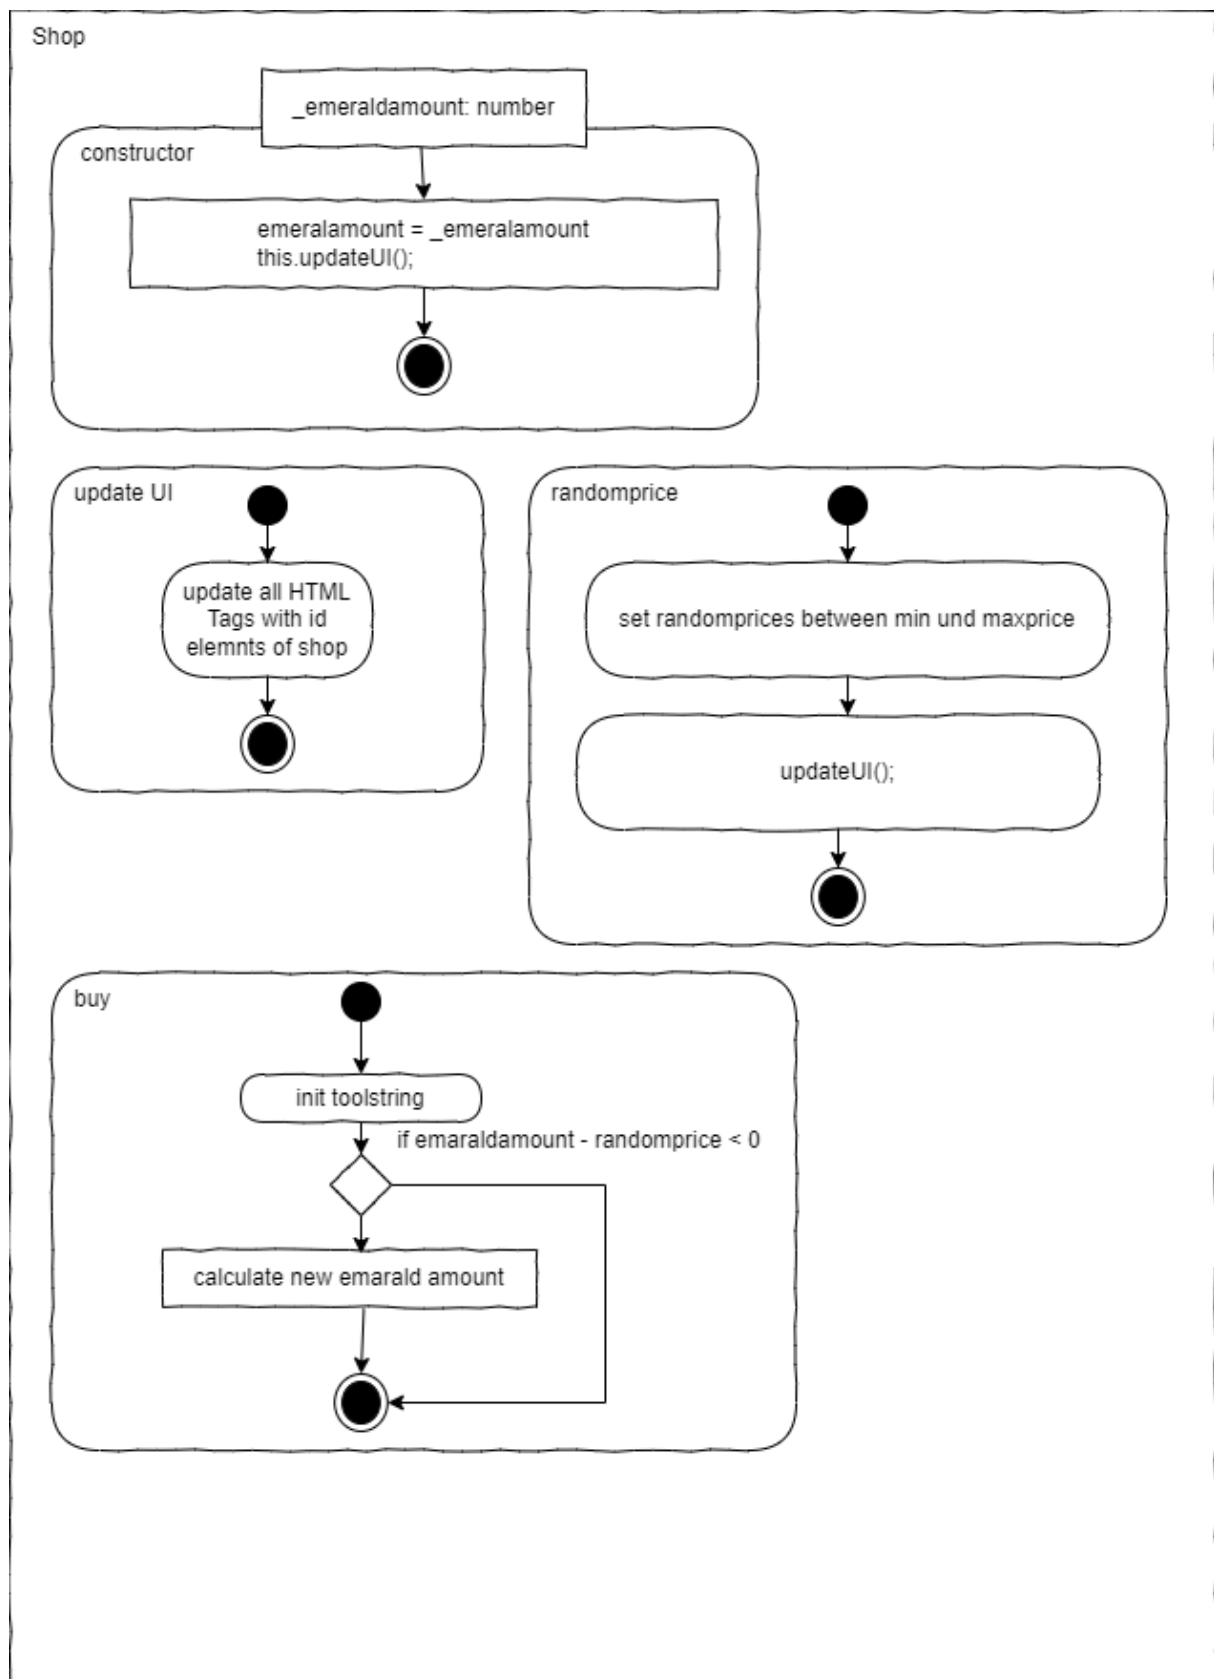 Shop
_emeraldamount: number
constructor
emeralamount = _emeralamount
this.updateUI();
update UI
update all HTML
Tags with id
elemnts of shop
randomprice
set randomprices between min und maxprice
updateUI();
buy
init toolstring
if emaraldamount - randomprice < 0
calculate new emarald amount